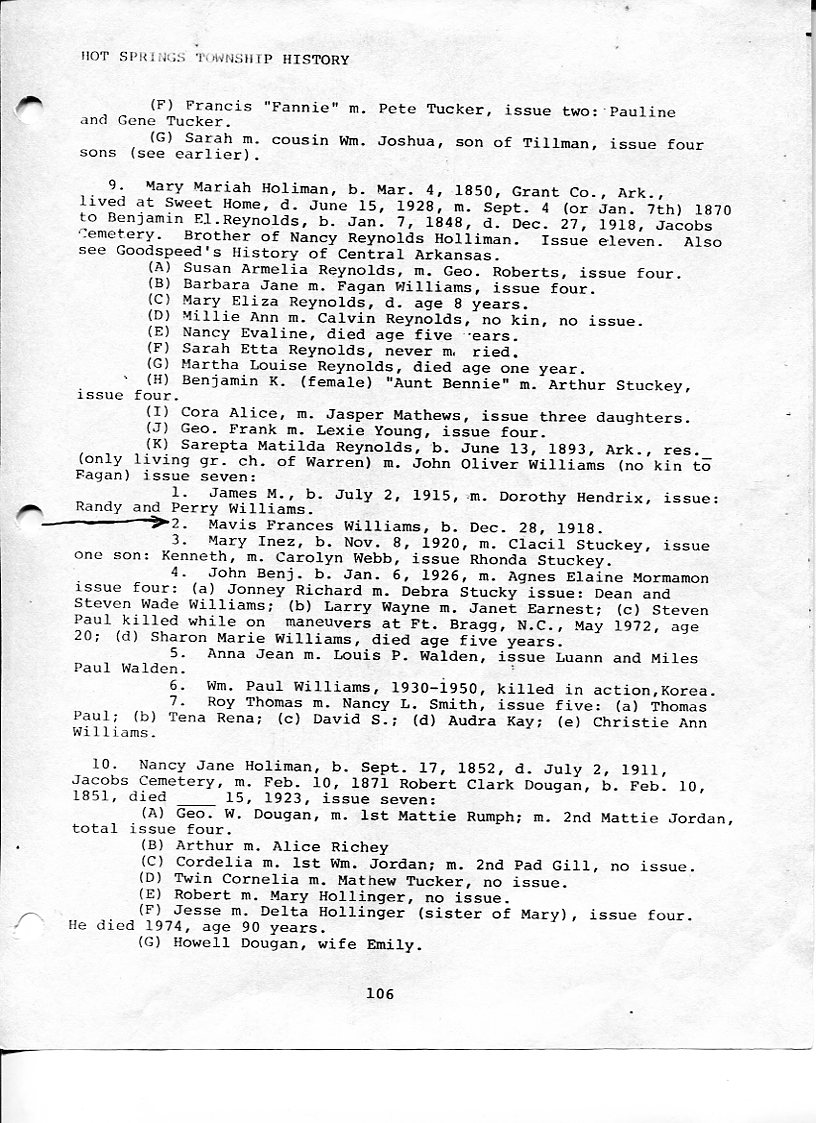 HOT SPRINGS TOWNSHIP HISTORY
(F) Francis "Fannie" m. Pete Tucker, issue two: Pauline
and Gene Tucker.
(G) Sarah m. cousin Wm. Joshua, son of Tillman, issue four
sons (see earlier).
9. Mary Mariah Holiman, b. Mar. 4, 1850, Grant Co., Ark.,
lived at Sweet Home, d. June 15, 1928, m. Sept. 4 (or Jan. 7th) 1870
to Benjamin El.Reynolds, b. Jan. 7, 1848, d. Dec. 27, 1918, Jacobs
Cemetery. Brother of Nancy Reynolds Holliman. Issue eleven. Also
see Goodspeed's History of Central Arkansas.
(A) Susan Armelia Reynolds, m. Geo. Roberts, issue four.
(B) Barbara Jane m. Fagan Williams, issue four.
(C) Mary Eliza Reynolds, d. age 8 years.
(D) Millie Ann m. Calvin Reynolds, no kin, no issue.
(E) Nancy Evaline, died age five ears.
(F) Sarah Etta Reynolds, never m ried.
(G) Martha Louise Reynolds, died age one year.
(H) Benjamin K. (female) "Aunt Bennie" m. Arthur Stuckey,
issue four.
(I) Cora Alice, m. Jasper Mathews, issue three daughters.
(J) Geo. Frank m. Lexie Young, issue four.
(K) Sarepta Matilda Reynolds, b. June 13, 1893, Ark., res._
(only living gr. ch. of Warren) m. John Oliver Williams (no kin to
Fagan) issue seven:
1. James M., b. July 2, 1915, m. Dorothy Hendrix, issue:
Randy and Perry Williams.
2. Mavis Frances Williams, b. Dec. 28, 1918.
3. Mary Inez, b. Nov. 8, 1920, m. Clacil Stuckey, issue
one son: Kenneth, m. Carolyn Webb, issue Rhonda Stuckey.
4. John Benj. b. Jan. 6, 1926, m. Agnes Elaine Mormamon
issue four: (a) Jonney Richard m. Debra Stucky issue: Dean and
Steven Wade Williams; (b) Larry Wayne m. Janet Earnest; (c) Steven
Paul killed while on maneuvers at Ft. Bragg, N.C., May 1972, age
20; (d) Sharon Marie Williams, died age five years.
5. Anna Jean m. Louis P. Walden, issue Luann and Miles
Paul Walden.
6. Wm. Paul Williams, 1930-1950, killed in action,Korea.
7. Roy Thomas m. Nancy L. Smith, issue five: (a) Thomas
Paul; (b) Tena Rena; (c) David S.; (d) Audra Kay; (e) Christie Ann
Williams.
10. Nancy Jane Holiman, b. Sept. 17, 1852, d. July 2, 1911,
Jacobs Cemetery, m. Feb. 10, 1871 Robert Clark Dougan, b. Feb. 10,
1851, died ____ 15, 1923, issue seven:
(A) Geo. W. Dougan, m. 1st Mattie Rumph; m. 2nd Mattie Jordan,
total issue four.
(B) Arthur m. Alice Richey
(C) Cordelia m. 1st Wm. Jordan; m. 2nd Pad Gill, no issue.
(D) Twin Cornelia m. Mathew Tucker, no issue.
(E) Robert m. Mary Hollinger, no issue.
(F) Jesse m. Delta Hollinger (sister of Mary), issue four.
He died 1974, age 90 years.
(G) Howell Dougan, wife Emily.
106